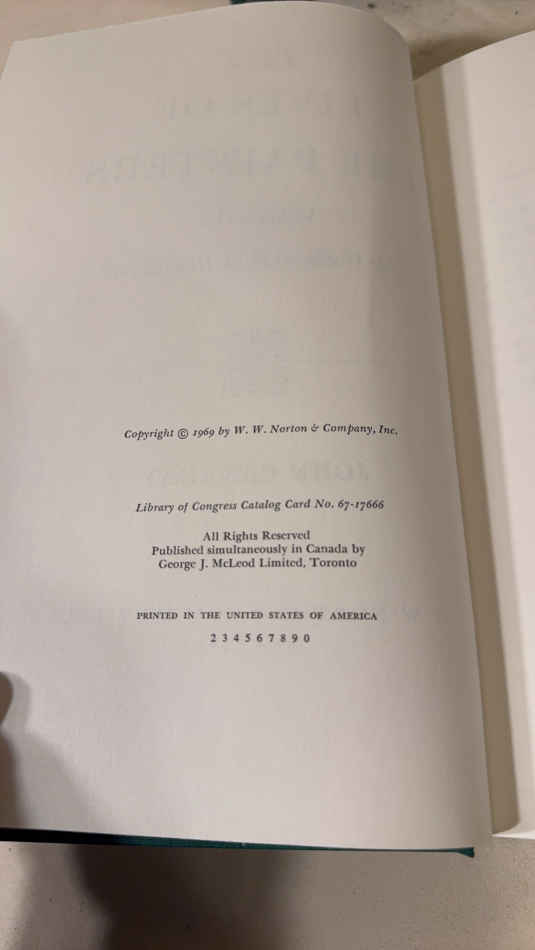 Copyright © 1969 by W. W. Norton & Company, Inc.
Library of Congress Catalog Card No. 67-17666
All Rights Reserved
Published simultaneously in Canada by
George J. McLeod Limited, Toronto
PRINTED IN THE UNITED STATES OF AMERICA
2 3 4 5 6 7 8 9 0